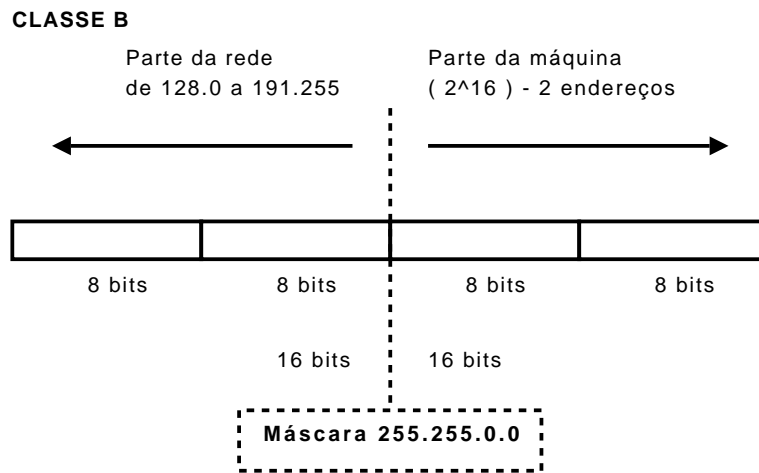 CLASSE B
Parte da rede
de 128.0 a 191.255
Parte da máquina
( 2^16 ) - 2 endereços
8 bits
8 bits
8 bits
8 bits
16 bits
16 bits
Máscara 255.255.0.0